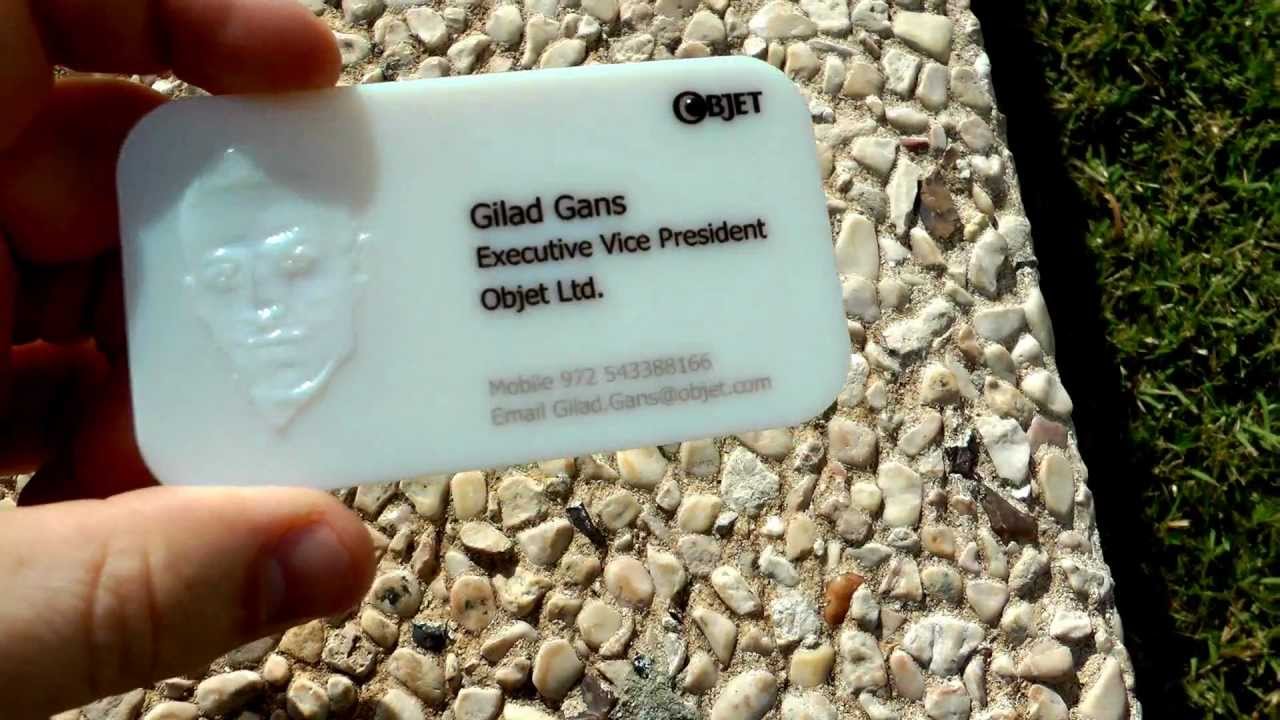 OBJET
Gilad Gans
Executive Vice President
Objet Ltd.
Mobile 972 543388166
Email Gilad.Gans@objet.com